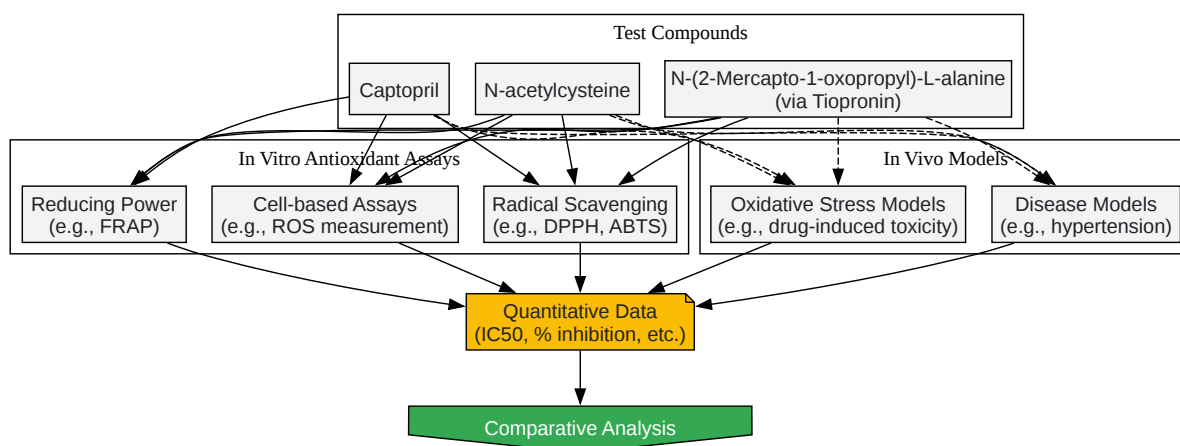 Test Compounds
Captopril
N-acetylcysteine
N-(2-Mercapto-1-oxopropyl)-L-alanine
(via Tiopronin)
In Vitro Antioxidant Assays
In Vivo Models
Reducing Power
(e.g., FRAP)
Cell-based Assays
(e.g., ROS measurement)
Radical Scavenging
(e.g., DPPH, ABTS)
Oxidative Stress Models
(e.g., drug-induced toxicity)
Disease Models
(e.g., hypertension)
Quantitative Data
(IC50, % inhibition, etc.)
Comparative Analysis